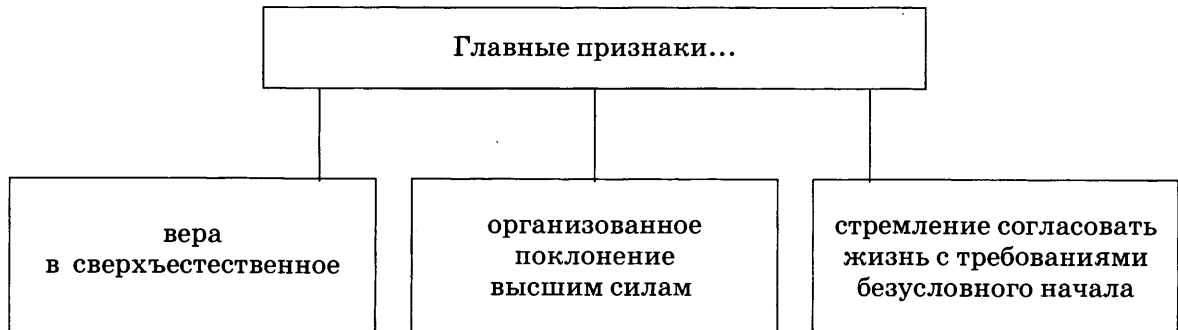 Главные признаки...
вера
в сверхъестественное
организованное
поклонение
высшим силам
стремление согласовать
жизнь с требованиями
безусловного начала